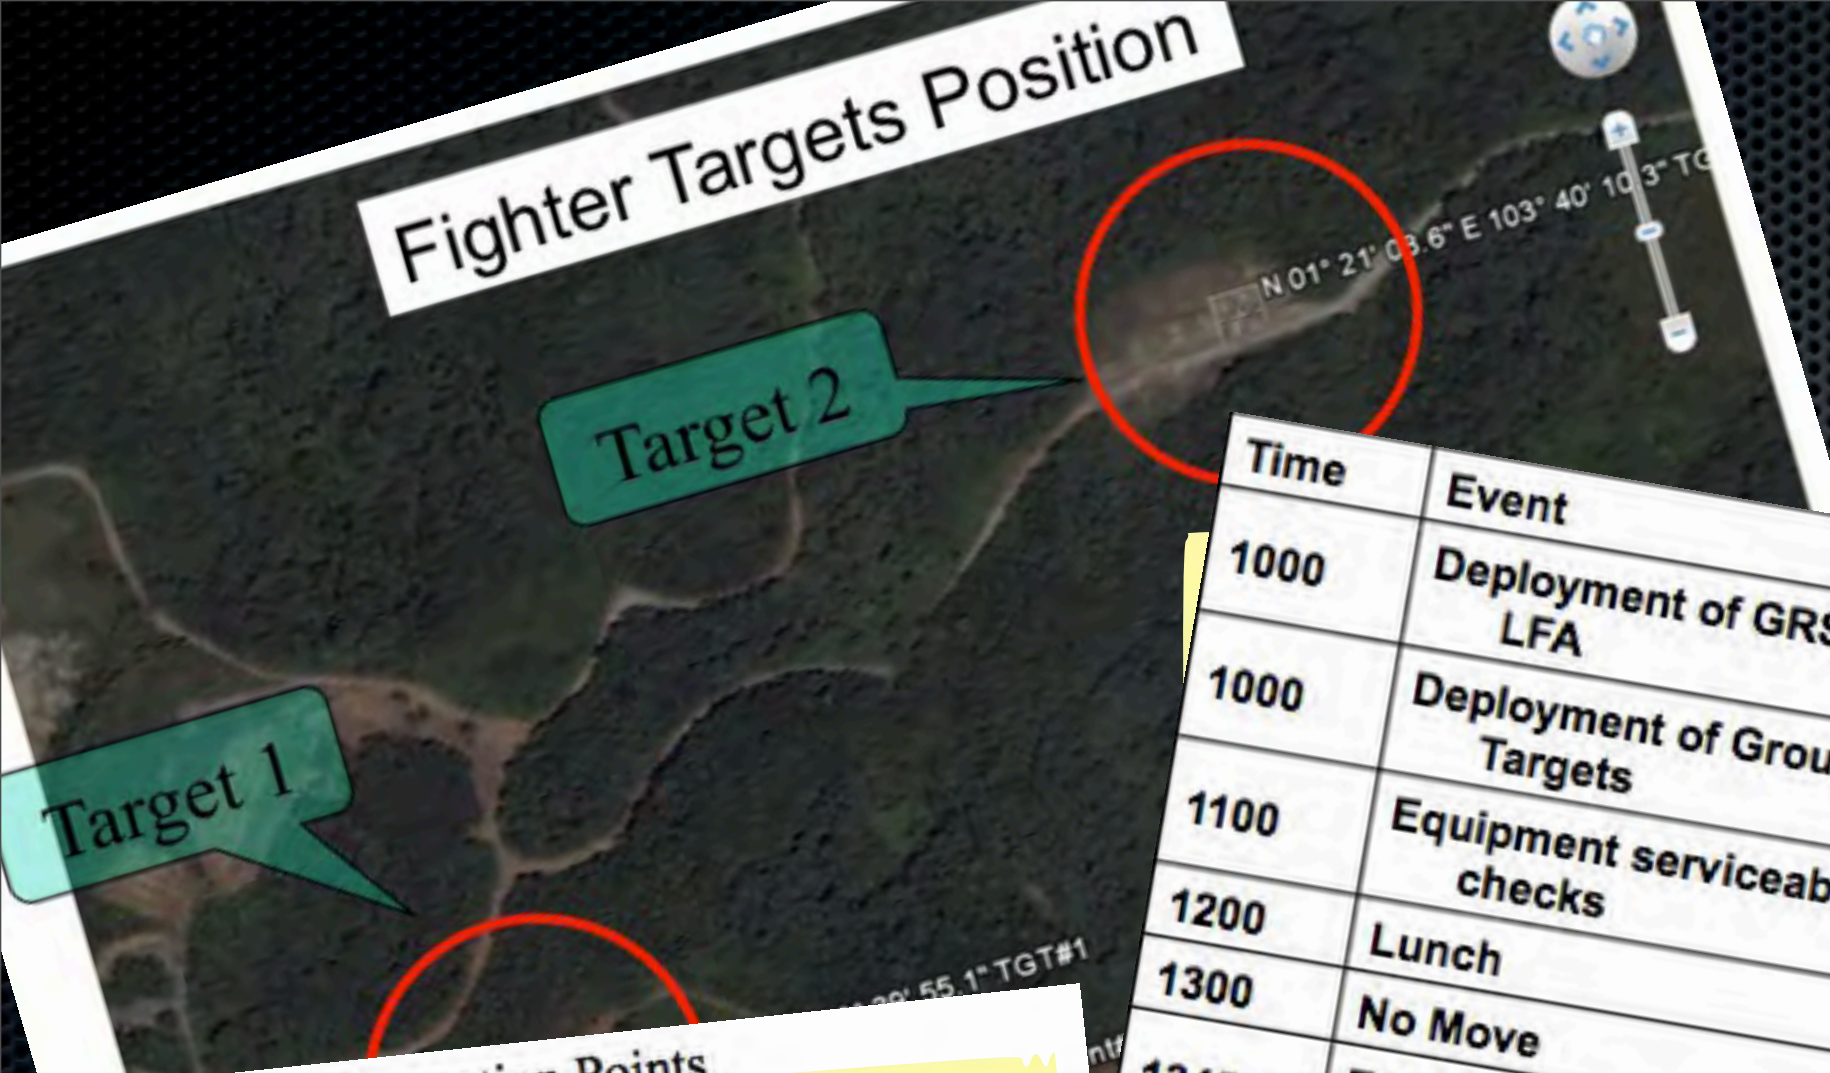 Fighter Targets Position
N 01° 21' 03.6" E 103° 40' 10.3" TG
Target 2
Target 1
55.1" TGT#1
Points
Time Event
1000 Deployment of GRS
LFA
1000 Deployment of Grou
Targets
1100 Equipment serviceab
checks
1200 Lunch
1300 No Move